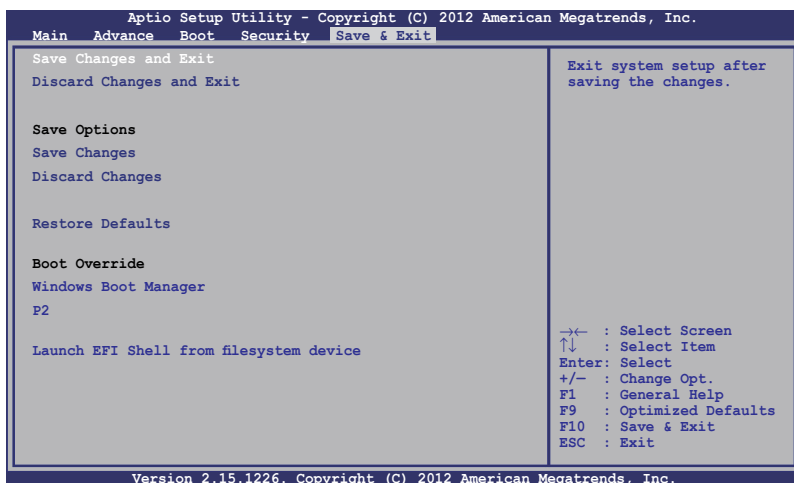 Aptio Setup Utility - Copyright (C) 2012 American Megatrends, Inc.
Main Advance Boot Security Save & Exit
Save Changes and Exit
Discard Changes and Exit
Save Options
Save Changes
Discard Changes
Restore Defaults
Boot Override
Windows Boot Manager
P2
Launch EFI Shell from filesystem device
Exit system setup after
saving the changes.
→← : Select Screen
↑↓ : Select Item
Enter: Select
+/— : Change Opt.
F1 : General Help
F9 : Optimized Defaults
F10 : Save & Exit
ESC : Exit
Version 2.15.1226. Copyright (C) 2012 American Megatrends, Inc.